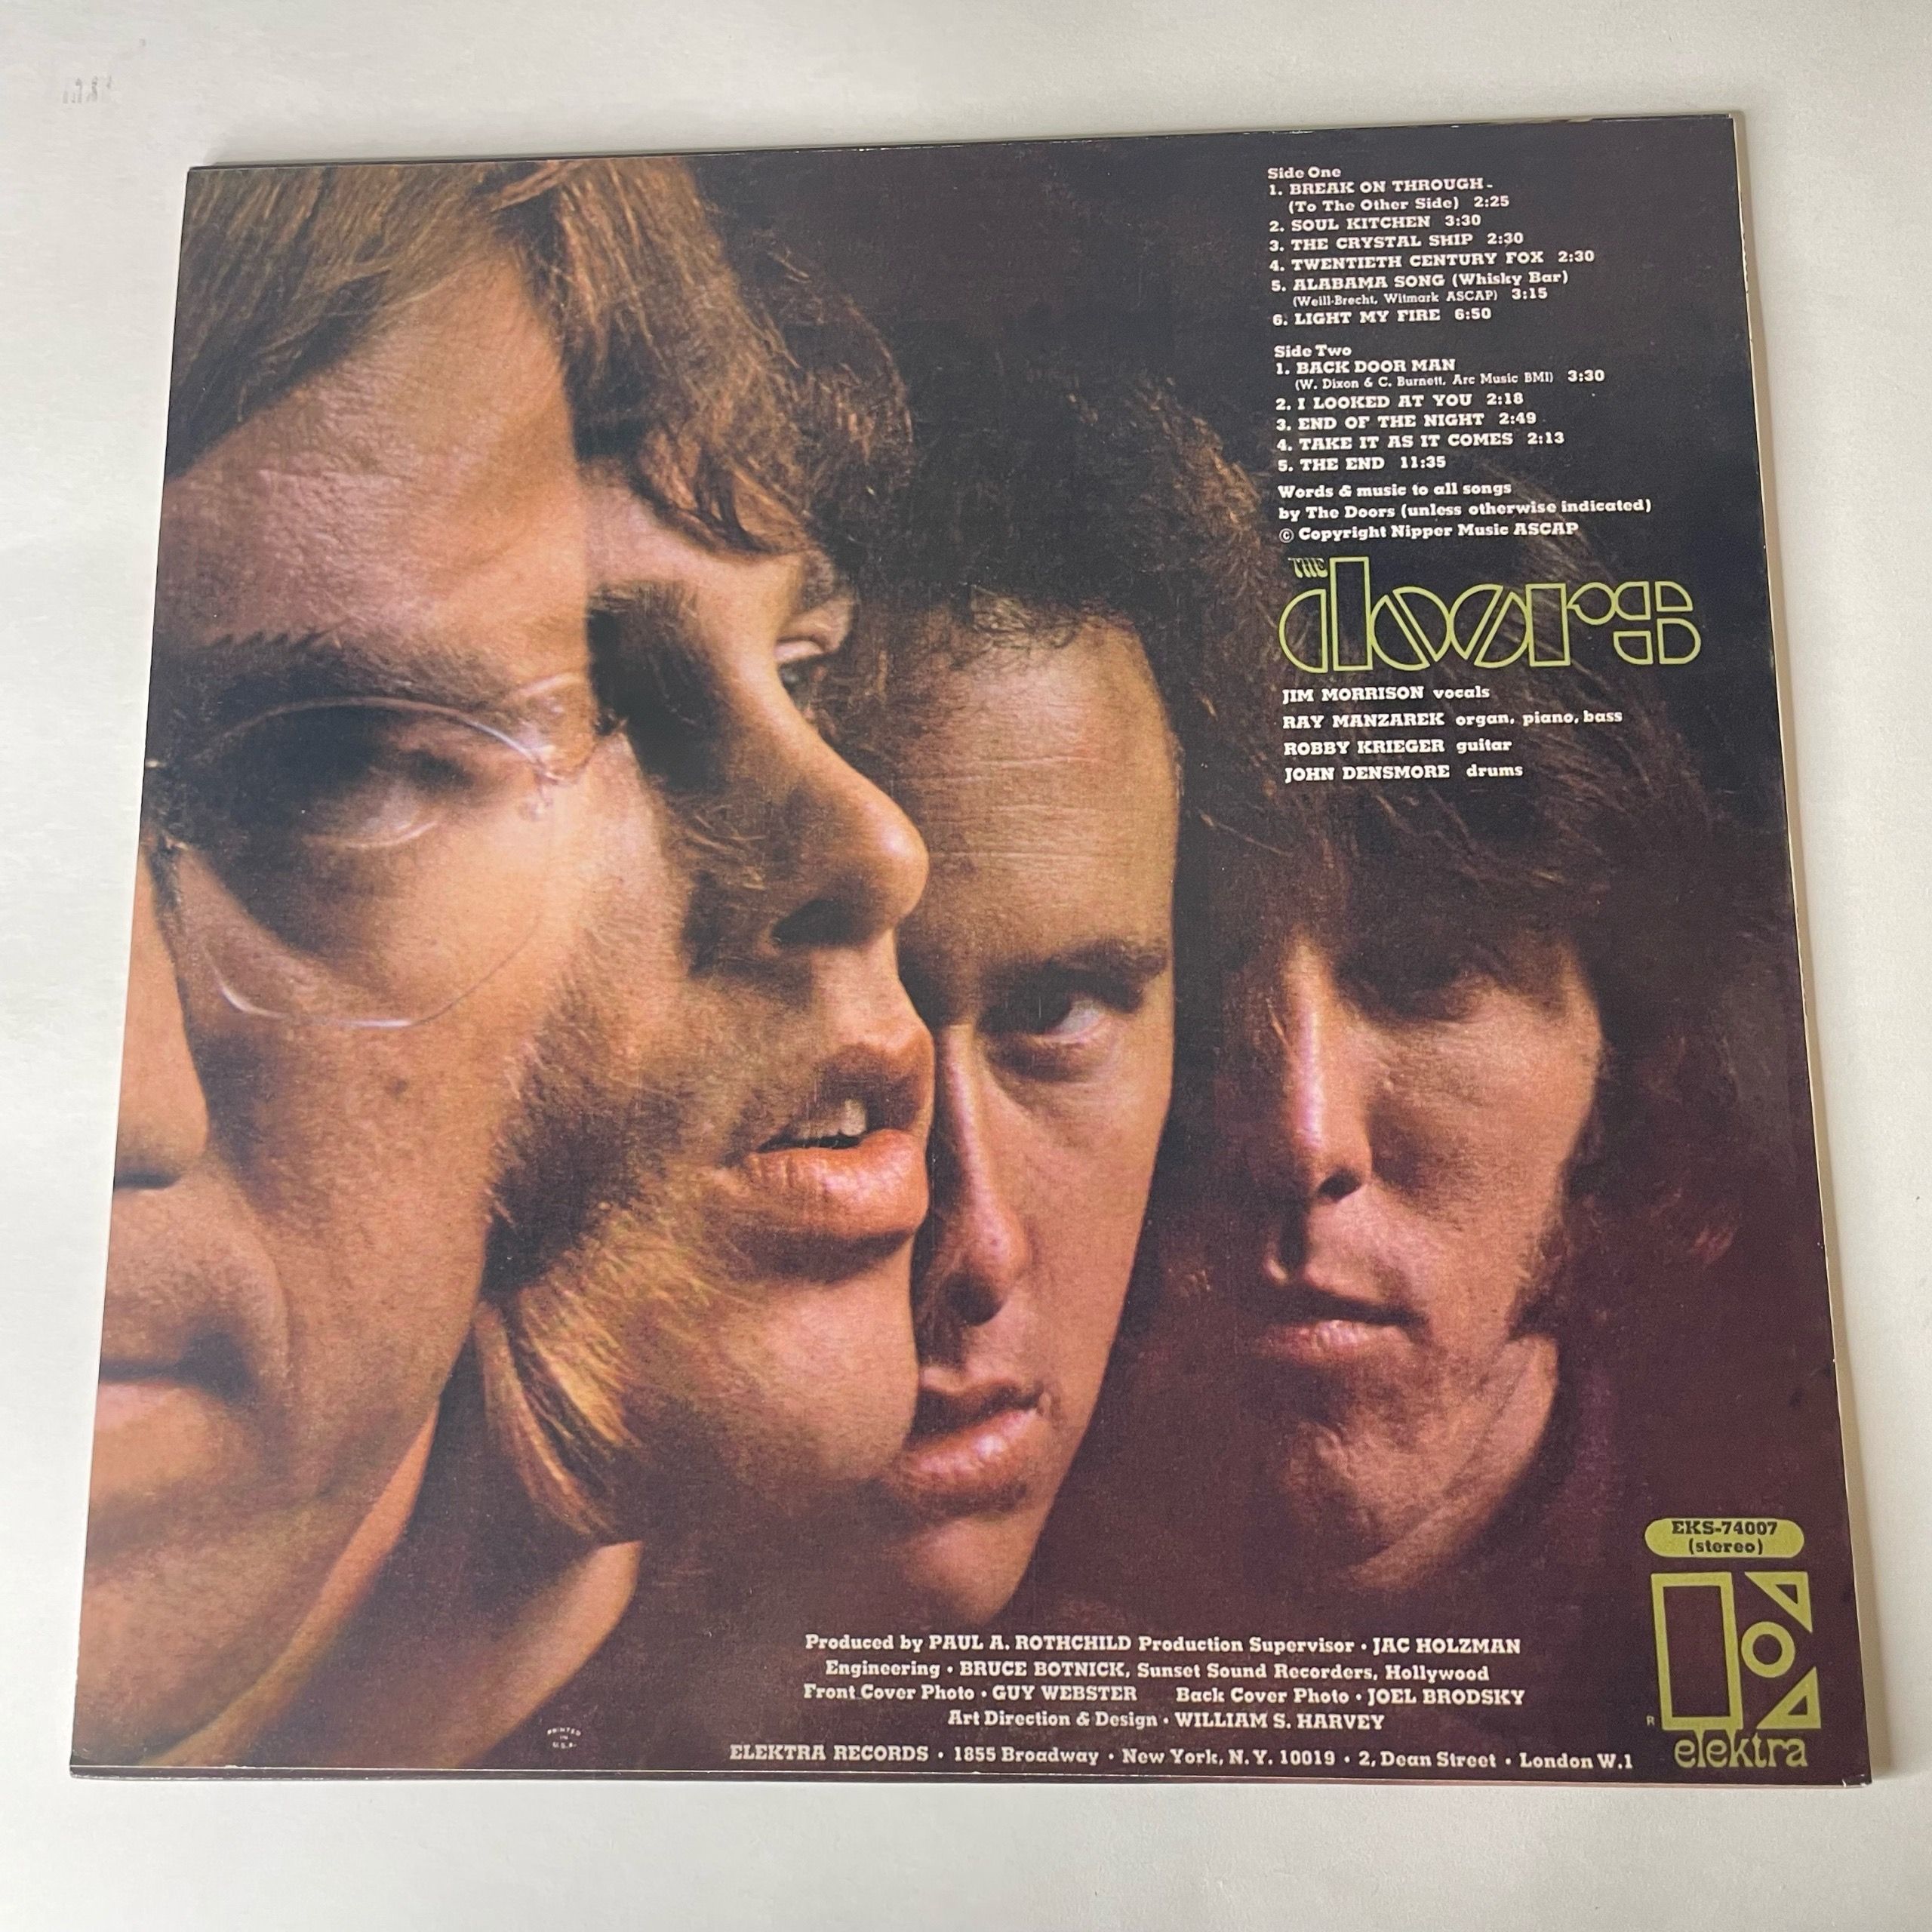 Side One
1. BREAK ON THROUGH -
(To The Other Side) 2:25
2. SOUL KITCHEN 3:30
3. THE CRYSTAL SHIP 2:30
4. TWENTIETH CENTURY FOX 2:30
5. ALABAMA SONG (Whisky Bar)
(Weill-Brecht, Witmark ASCAP) 3:15
6. LIGHT MY FIRE 6:50
Side Two
1. BACK DOOR MAN
(W. Dixon & C. Burnett, Arc Music BMI) 3:30
2. I LOOKED AT YOU 2:18
3. END OF THE NIGHT 2:49
4. TAKE IT AS IT COMES 2:13
5. THE END 11:35
Words & music to all songs
by The Doors (unless otherwise indicated)
© Copyright Nipper Music ASCAP
THE
doors
JIM MORRISON vocals
RAY MANZAREK organ, piano, bass
ROBBY KRIEGER guitar
JOHN DENSMORE drums
EKS-74007
(stereo)
Produced by PAUL A. ROTHCHILD Production Supervisor • JAC HOLZMAN
Engineering • BRUCE BOTNICK, Sunset Sound Recorders, Hollywood
Front Cover Photo • GUY WEBSTER Back Cover Photo • JOEL BRODSKY
Art Direction & Design • WILLIAM S. HARVEY
ELEKTRA RECORDS • 1855 Broadway • New York, N.Y. 10019 • 2, Dean Street • London W.1
R
elektra
PRINTED
IN
U.S.A.